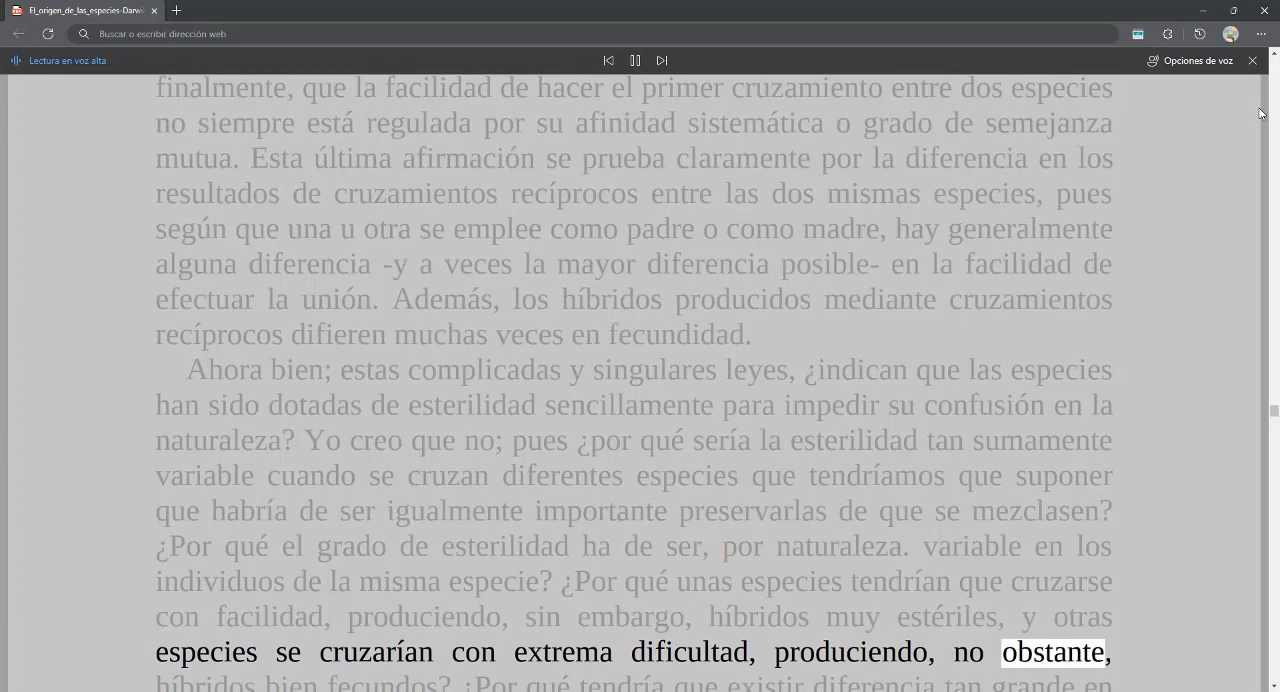 El_origen_de_las_especies-Darwi
Buscar o escribir dirección web
Lectura en voz alta
Opciones de voz
finalmente, que la facilidad de hacer el primer cruzamiento entre dos especies
no siempre está regulada por su afinidad sistemática o grado de semejanza
mutua. Esta última afirmación se prueba claramente por la diferencia en los
resultados de cruzamientos recíprocos entre las dos mismas especies, pues
según que una u otra se emplee como padre o como madre, hay generalmente
alguna diferencia -y a veces la mayor diferencia posible- en la facilidad de
efectuar la unión. Además, los híbridos producidos mediante cruzamientos
recíprocos difieren muchas veces en fecundidad.
Ahora bien; estas complicadas y singulares leyes, ¿indican que las especies
han sido dotadas de esterilidad sencillamente para impedir su confusión en la
naturaleza? Yo creo que no; pues ¿por qué sería la esterilidad tan sumamente
variable cuando se cruzan diferentes especies que tendríamos que suponer
que habría de ser igualmente importante preservarlas de que se mezclasen?
¿Por qué el grado de esterilidad ha de ser, por naturaleza. variable en los
individuos de la misma especie? ¿Por qué unas especies tendrían que cruzarse
con facilidad, produciendo, sin embargo, híbridos muy estériles, y otras
especies se cruzarían con extrema dificultad, produciendo, no obstante,
híbridos bien fecundos? ¿Por qué tendría que existir diferencia tan grande en